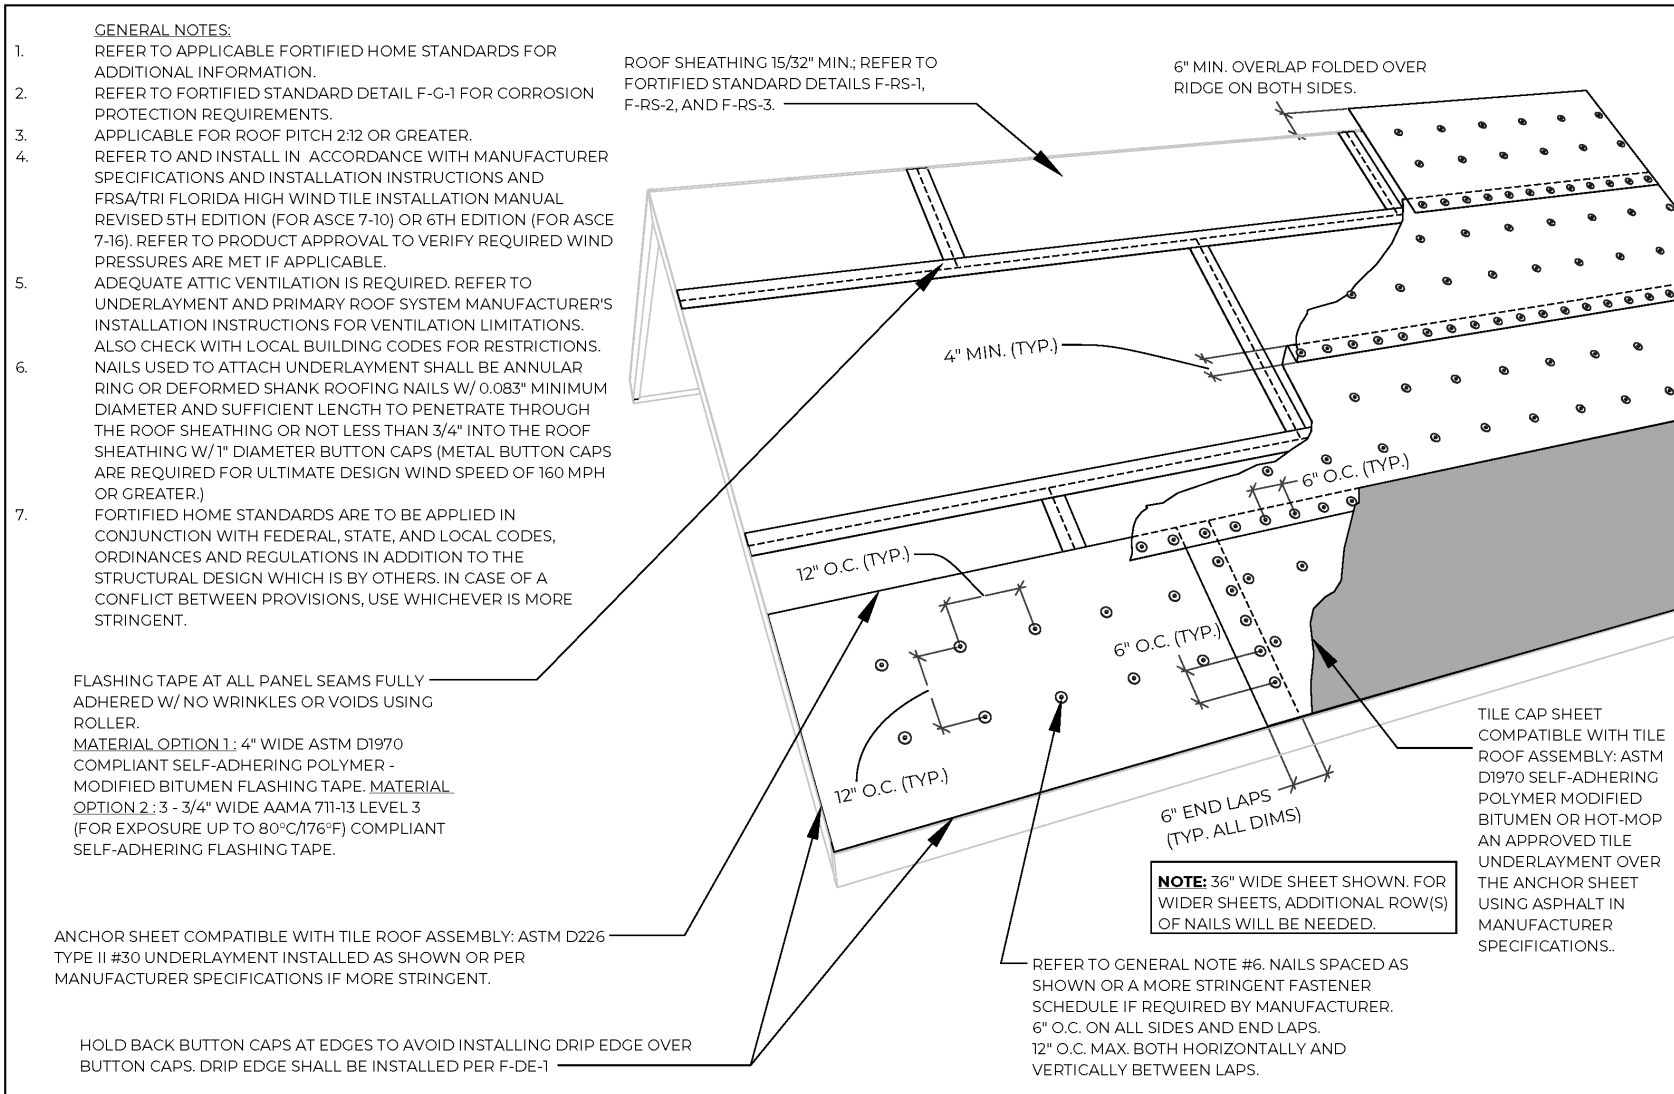 GENERAL NOTES:
1. REFER TO APPLICABLE FORTIFIED HOME STANDARDS FOR
ADDITIONAL INFORMATION.
2. REFER TO FORTIFIED STANDARD DETAIL F-G-1 FOR CORROSION
PROTECTION REQUIREMENTS.
3. APPLICABLE FOR ROOF PITCH 2:12 OR GREATER.
4. REFER TO AND INSTALL IN ACCORDANCE WITH MANUFACTURER
SPECIFICATIONS AND INSTALLATION INSTRUCTIONS AND
FRSA/TRI FLORIDA HIGH WIND TILE INSTALLATION MANUAL
REVISED 5TH EDITION (FOR ASCE 7-10) OR 6TH EDITION (FOR ASCE
7-16). REFER TO PRODUCT APPROVAL TO VERIFY REQUIRED WIND
PRESSURES ARE MET IF APPLICABLE.
5. ADEQUATE ATTIC VENTILATION IS REQUIRED. REFER TO
UNDERLAYMENT AND PRIMARY ROOF SYSTEM MANUFACTURER'S
INSTALLATION INSTRUCTIONS FOR VENTILATION LIMITATIONS.
ALSO CHECK WITH LOCAL BUILDING CODES FOR RESTRICTIONS.
6. NAILS USED TO ATTACH UNDERLAYMENT SHALL BE ANNULAR
RING OR DEFORMED SHANK ROOFING NAILS W/ 0.083" MINIMUM
DIAMETER AND SUFFICIENT LENGTH TO PENETRATE THROUGH
THE ROOF SHEATHING OR NOT LESS THAN 3/4" INTO THE ROOF
SHEATHING W/ 1" DIAMETER BUTTON CAPS (METAL BUTTON CAPS
ARE REQUIRED FOR ULTIMATE DESIGN WIND SPEED OF 160 MPH
OR GREATER.)
7. FORTIFIED HOME STANDARDS ARE TO BE APPLIED IN
CONJUNCTION WITH FEDERAL, STATE, AND LOCAL CODES,
ORDINANCES AND REGULATIONS IN ADDITION TO THE
STRUCTURAL DESIGN WHICH IS BY OTHERS. IN CASE OF A
CONFLICT BETWEEN PROVISIONS, USE WHICHEVER IS MORE
STRINGENT.
FLASHING TAPE AT ALL PANEL SEAMS FULLY
ADHERED W/ NO WRINKLES OR VOIDS USING
ROLLER.
MATERIAL OPTION 1 : 4" WIDE ASTM D1970
COMPLIANT SELF-ADHERING POLYMER -
MODIFIED BITUMEN FLASHING TAPE. MATERIAL
OPTION 2 : 3 - 3/4" WIDE AAMA 711-13 LEVEL 3
(FOR EXPOSURE UP TO 80°C/176°F) COMPLIANT
SELF-ADHERING FLASHING TAPE.
ANCHOR SHEET COMPATIBLE WITH TILE ROOF ASSEMBLY: ASTM D226
TYPE II #30 UNDERLAYMENT INSTALLED AS SHOWN OR PER
MANUFACTURER SPECIFICATIONS IF MORE STRINGENT.
HOLD BACK BUTTON CAPS AT EDGES TO AVOID INSTALLING DRIP EDGE OVER
BUTTON CAPS. DRIP EDGE SHALL BE INSTALLED PER F-DE-1
ROOF SHEATHING 15/32" MIN.; REFER TO
FORTIFIED STANDARD DETAILS F-RS-1,
F-RS-2, AND F-RS-3.
6" MIN. OVERLAP FOLDED OVER
RIDGE ON BOTH SIDES.
4" MIN. (TYP.)
6" O.C. (TYP.)
12" O.C. (TYP.)
6" O.C. (TYP.)
12" O.C. (TYP.)
6" END LAPS
(TYP. ALL DIMS)
NOTE: 36" WIDE SHEET SHOWN. FOR
WIDER SHEETS, ADDITIONAL ROW(S)
OF NAILS WILL BE NEEDED.
REFER TO GENERAL NOTE #6. NAILS SPACED AS
SHOWN OR A MORE STRINGENT FASTENER
SCHEDULE IF REQUIRED BY MANUFACTURER.
6" O.C. ON ALL SIDES AND END LAPS.
12" O.C. MAX. BOTH HORIZONTALLY AND
VERTICALLY BETWEEN LAPS.
TILE CAP SHEET
COMPATIBLE WITH TILE
ROOF ASSEMBLY: ASTM
D1970 SELF-ADHERING
POLYMER MODIFIED
BITUMEN OR HOT-MOP
AN APPROVED TILE
UNDERLAYMENT OVER
THE ANCHOR SHEET
USING ASPHALT IN
MANUFACTURER
SPECIFICATIONS..